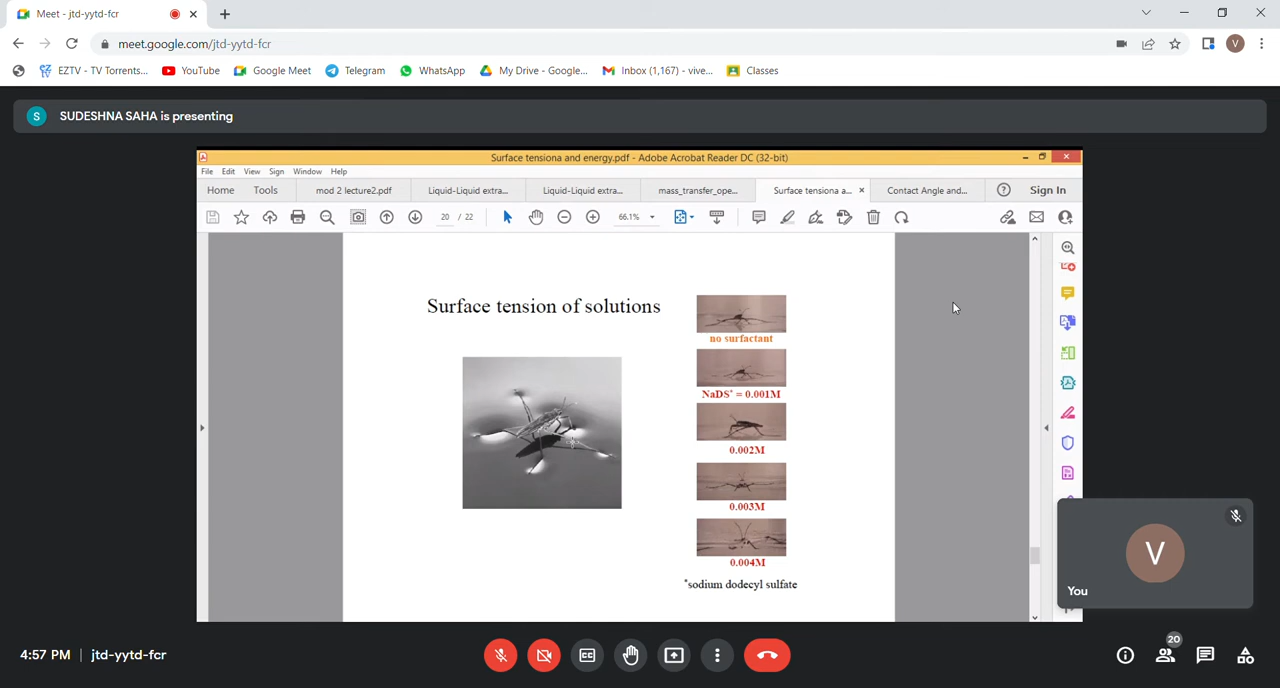 Meet - jtd-yytd-fcr
meet.google.com/jtd-yytd-fcr
V
EZTV - TV Torrents... YouTube Google Meet Telegram WhatsApp My Drive - Google... Inbox (1,167) - vive... Classes
S SUDESHNA SAHA is presenting
Surface tensiona and energy.pdf - Adobe Acrobat Reader DC (32-bit)
File Edit View Sign Window Help
Home Tools mod 2 lecture2.pdf Liquid-Liquid extra... Liquid-Liquid extra... mass_transfer_ope... Surface tensiona a... Contact Angle and... Sign In
20 / 22 66.1%
Surface tension of solutions
no surfactant
NaDS* = 0.001M
0.002M
0.003M
0.004M
*sodium dodecyl sulfate
V
You
4:57 PM | jtd-yytd-fcr
20